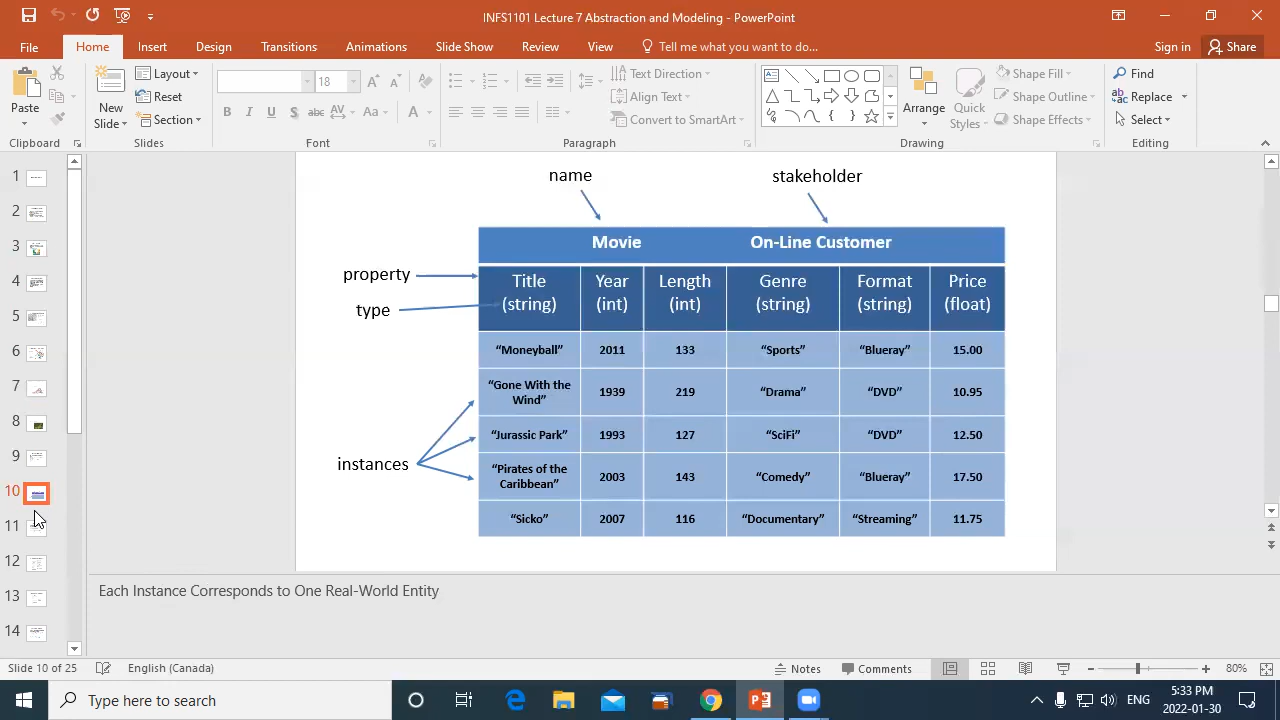 INFS1101 Lecture 7 Abstraction and Modeling - PowerPoint
File Home Insert Design Transitions Animations Slide Show Review View Tell me what you want to do... Sign in Share
Paste
New Slide
Layout
Reset
Section
18
B I U S abc AV Aa A
Text Direction
Align Text
Convert to SmartArt
Arrange
Quick Styles
Shape Fill
Shape Outline
Shape Effects
Find
Replace
Select
Clipboard Slides Font Paragraph Drawing Editing
1
2
3
4
5
6
7
8
9
10
11
12
13
14
name stakeholder
Movie On-Line Customer
property
type
Title Year Length Genre Format Price
(string) (int) (int) (string) (string) (float)
“Moneyball” 2011 133 “Sports” “Blueray” 15.00
“Gone With the
Wind” 1939 219 “Drama” “DVD” 10.95
“Jurassic Park” 1993 127 “SciFi” “DVD” 12.50
instances
“Pirates of the
Caribbean” 2003 143 “Comedy” “Blueray” 17.50
“Sicko” 2007 116 “Documentary” “Streaming” 11.75
Each Instance Corresponds to One Real-World Entity
Slide 10 of 25 English (Canada) Notes Comments 80%
Type here to search
ENG
5:33 PM
2022-01-30